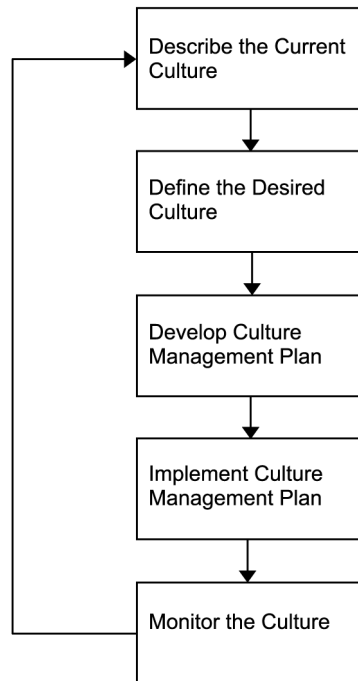 Describe the Current
Culture
Define the Desired
Culture
Develop Culture
Management Plan
Implement Culture
Management Plan
Monitor the Culture